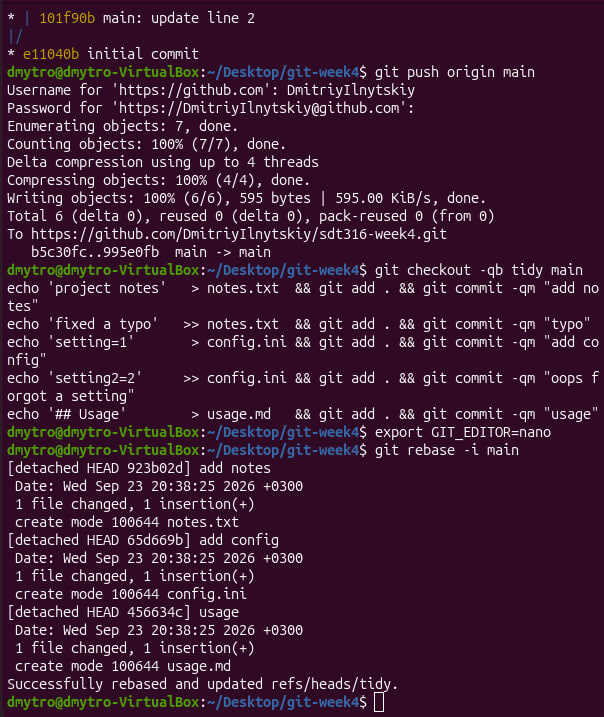 * | 101f90b main: update line 2
|/
* e11040b initial commit
dmytro@dmytro-VirtualBox:~/Desktop/git-week4$ git push origin main
Username for 'https://github.com': DmitriyIlnytskiy
Password for 'https://DmitriyIlnytskiy@github.com':
Enumerating objects: 7, done.
Counting objects: 100% (7/7), done.
Delta compression using up to 4 threads
Compressing objects: 100% (4/4), done.
Writing objects: 100% (6/6), 595 bytes | 595.00 KiB/s, done.
Total 6 (delta 0), reused 0 (delta 0), pack-reused 0 (from 0)
To https://github.com/DmitriyIlnytskiy/sdt316-week4.git
   b5c30fc..995e0fb  main -> main
dmytro@dmytro-VirtualBox:~/Desktop/git-week4$ git checkout -qb tidy main
echo 'project notes'   > notes.txt  && git add . && git commit -qm "add no
tes"
echo 'fixed a typo'   >> notes.txt  && git add . && git commit -qm "typo"
echo 'setting=1'       > config.ini && git add . && git commit -qm "add co
nfig"
echo 'setting2=2'     >> config.ini && git add . && git commit -qm "oops f
orgot a setting"
echo '## Usage'        > usage.md   && git add . && git commit -qm "usage"
dmytro@dmytro-VirtualBox:~/Desktop/git-week4$ export GIT_EDITOR=nano
dmytro@dmytro-VirtualBox:~/Desktop/git-week4$ git rebase -i main
[detached HEAD 923b02d] add notes
 Date: Wed Sep 23 20:38:25 2026 +0300
 1 file changed, 1 insertion(+)
 create mode 100644 notes.txt
[detached HEAD 65d669b] add config
 Date: Wed Sep 23 20:38:25 2026 +0300
 1 file changed, 1 insertion(+)
 create mode 100644 config.ini
[detached HEAD 456634c] usage
 Date: Wed Sep 23 20:38:25 2026 +0300
 1 file changed, 1 insertion(+)
 create mode 100644 usage.md
Successfully rebased and updated refs/heads/tidy.
dmytro@dmytro-VirtualBox:~/Desktop/git-week4$